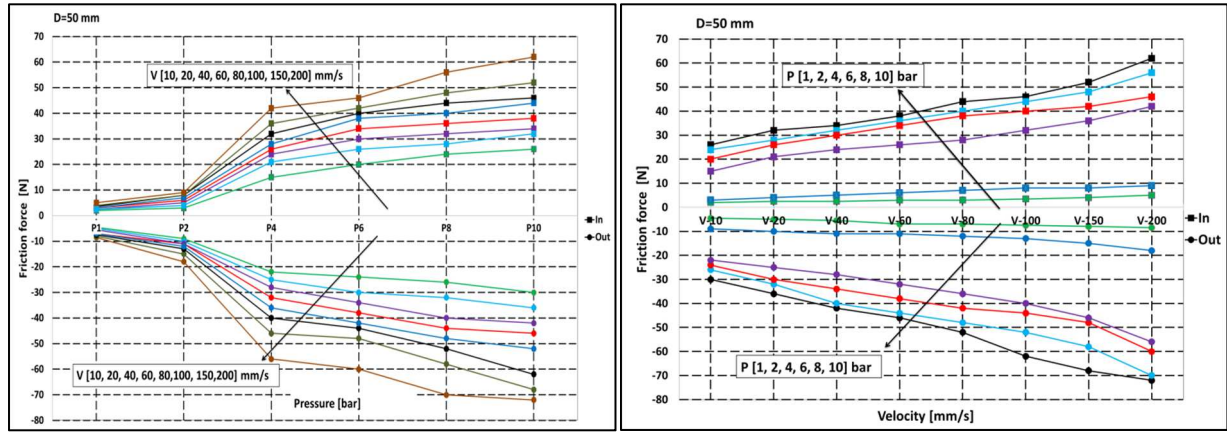 D=50 mm
70
60
50
40
30
20
10
0
-10
-20
-30
-40
-50
-60
-70
-80
Friction force [N]
V [10, 20, 40, 60, 80,100, 150,200] mm/s
P1 P2 P4 P6 P8 P10
In
Out
V [10, 20, 40, 60, 80,100, 150,200] mm/s
Pressure [bar]
D=50 mm
70
60
50
40
30
20
10
0
-10
-20
-30
-40
-50
-60
-70
-80
Friction force [N]
P [1, 2, 4, 6, 8, 10] bar
V-10 V-20 V-40 V-60 V-80 V-100 V-150 V-200
In
Out
P [1, 2, 4, 6, 8, 10] bar
Velocity [mm/s]